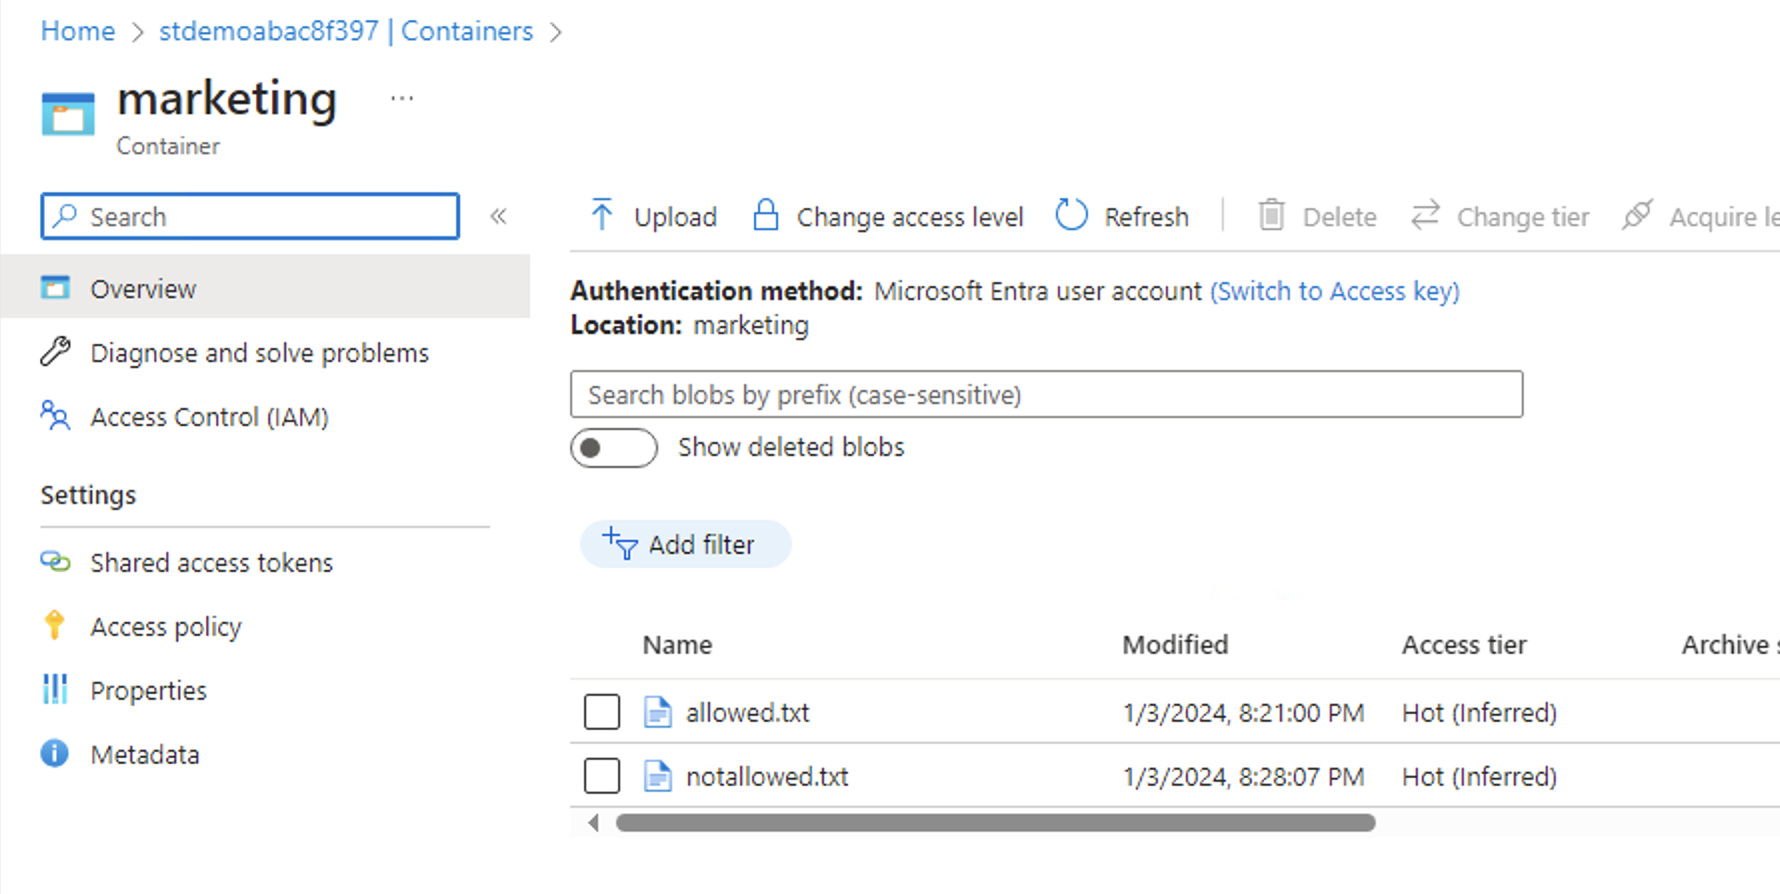 Home > stdemoabac8f397 | Containers >
marketing ...
Container
Search «
Overview
Diagnose and solve problems
Access Control (IAM)
Settings
Shared access tokens
Access policy
Properties
Metadata
Upload Change access level Refresh Delete Change tier Acquire le
Authentication method: Microsoft Entra user account (Switch to Access key)
Location: marketing
Search blobs by prefix (case-sensitive)
Show deleted blobs
Add filter
Name Modified Access tier Archive s
allowed.txt 1/3/2024, 8:21:00 PM Hot (Inferred)
notallowed.txt 1/3/2024, 8:28:07 PM Hot (Inferred)